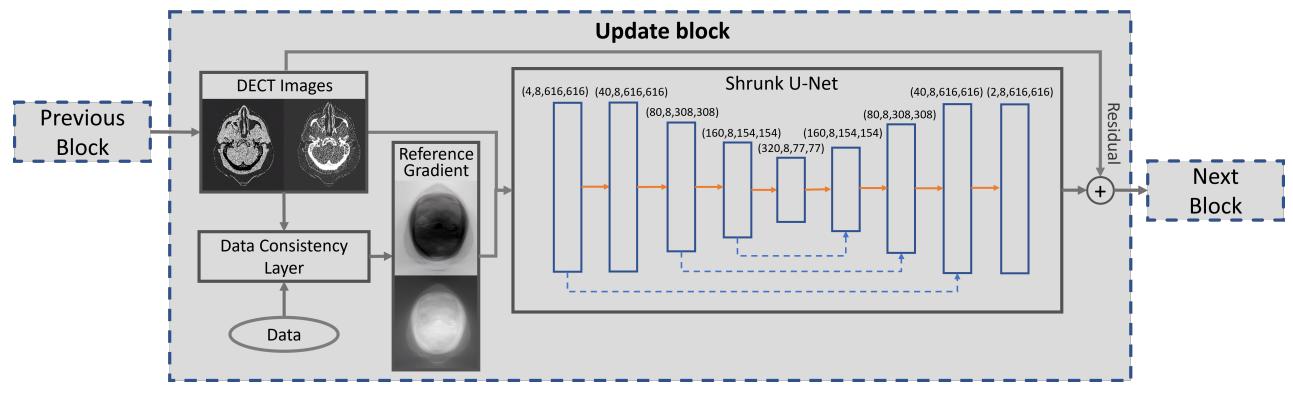 Update block
Previous
Block
DECT Images
Data Consistency
Layer
Data
Reference
Gradient
Shrunk U-Net
(4,8,616,616)
(40,8,616,616)
(80,8,308,308)
(160,8,154,154)
(320,8,77,77)
(160,8,154,154)
(80,8,308,308)
(40,8,616,616)
(2,8,616,616)
Residual
+
Next
Block